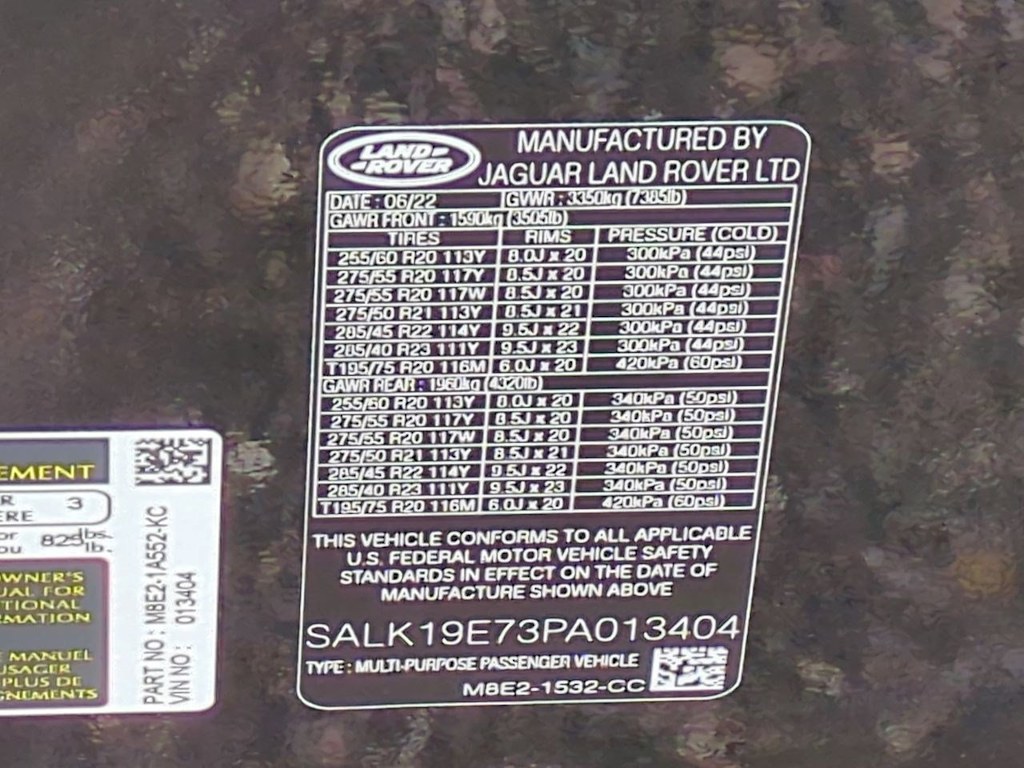 LAND ROVER
MANUFACTURED BY
JAGUAR LAND ROVER LTD
DATE : 06/22 GVWR : 3350kg (7385lb)
GAWR FRONT : 1590kg (3505lb)
TIRES RIMS PRESSURE (COLD)
255/60 R20 113Y 8.0J x 20 300kPa (44psi)
275/55 R20 117Y 8.5J x 20 300kPa (44psi)
275/55 R20 117W 8.5J x 20 300kPa (44psi)
275/50 R21 113Y 8.5J x 21 300kPa (44psi)
285/45 R22 114Y 9.5J x 22 300kPa (44psi)
285/40 R23 111Y 9.5J x 23 300kPa (44psi)
T195/75 R20 116M 6.0J x 20 420kPa (60psi)
GAWR REAR : 1960kg (4320lb)
255/60 R20 113Y 8.0J x 20 340kPa (50psi)
275/55 R20 117Y 8.5J x 20 340kPa (50psi)
275/55 R20 117W 8.5J x 20 340kPa (50psi)
275/50 R21 113Y 8.5J x 21 340kPa (50psi)
285/45 R22 114Y 9.5J x 22 340kPa (50psi)
285/40 R23 111Y 9.5J x 23 340kPa (50psi)
T195/75 R20 116M 6.0J x 20 420kPa (60psi)
THIS VEHICLE CONFORMS TO ALL APPLICABLE
U.S. FEDERAL MOTOR VEHICLE SAFETY
STANDARDS IN EFFECT ON THE DATE OF
MANUFACTURE SHOWN ABOVE
SALK19E73PA013404
TYPE : MULTI-PURPOSE PASSENGER VEHICLE
M8E2-1532-CC
EMENT
R 3
ERE
or lbs.
ou lb.
OWNER'S
UAL FOR
TIONAL
MATION
MANUEL
USAGER
PLUS DE
GNEMENTS
PART NO : M8E2-1A552-KC
VIN NO : 013404